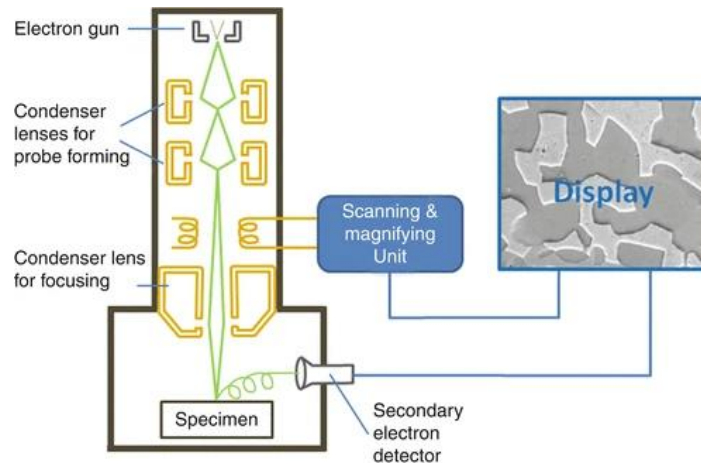 Electron gun
Condenser
lenses for
probe forming
Scanning &
magnifying
Unit
Display
Condenser lens
for focusing
Specimen
Secondary
electron
detector